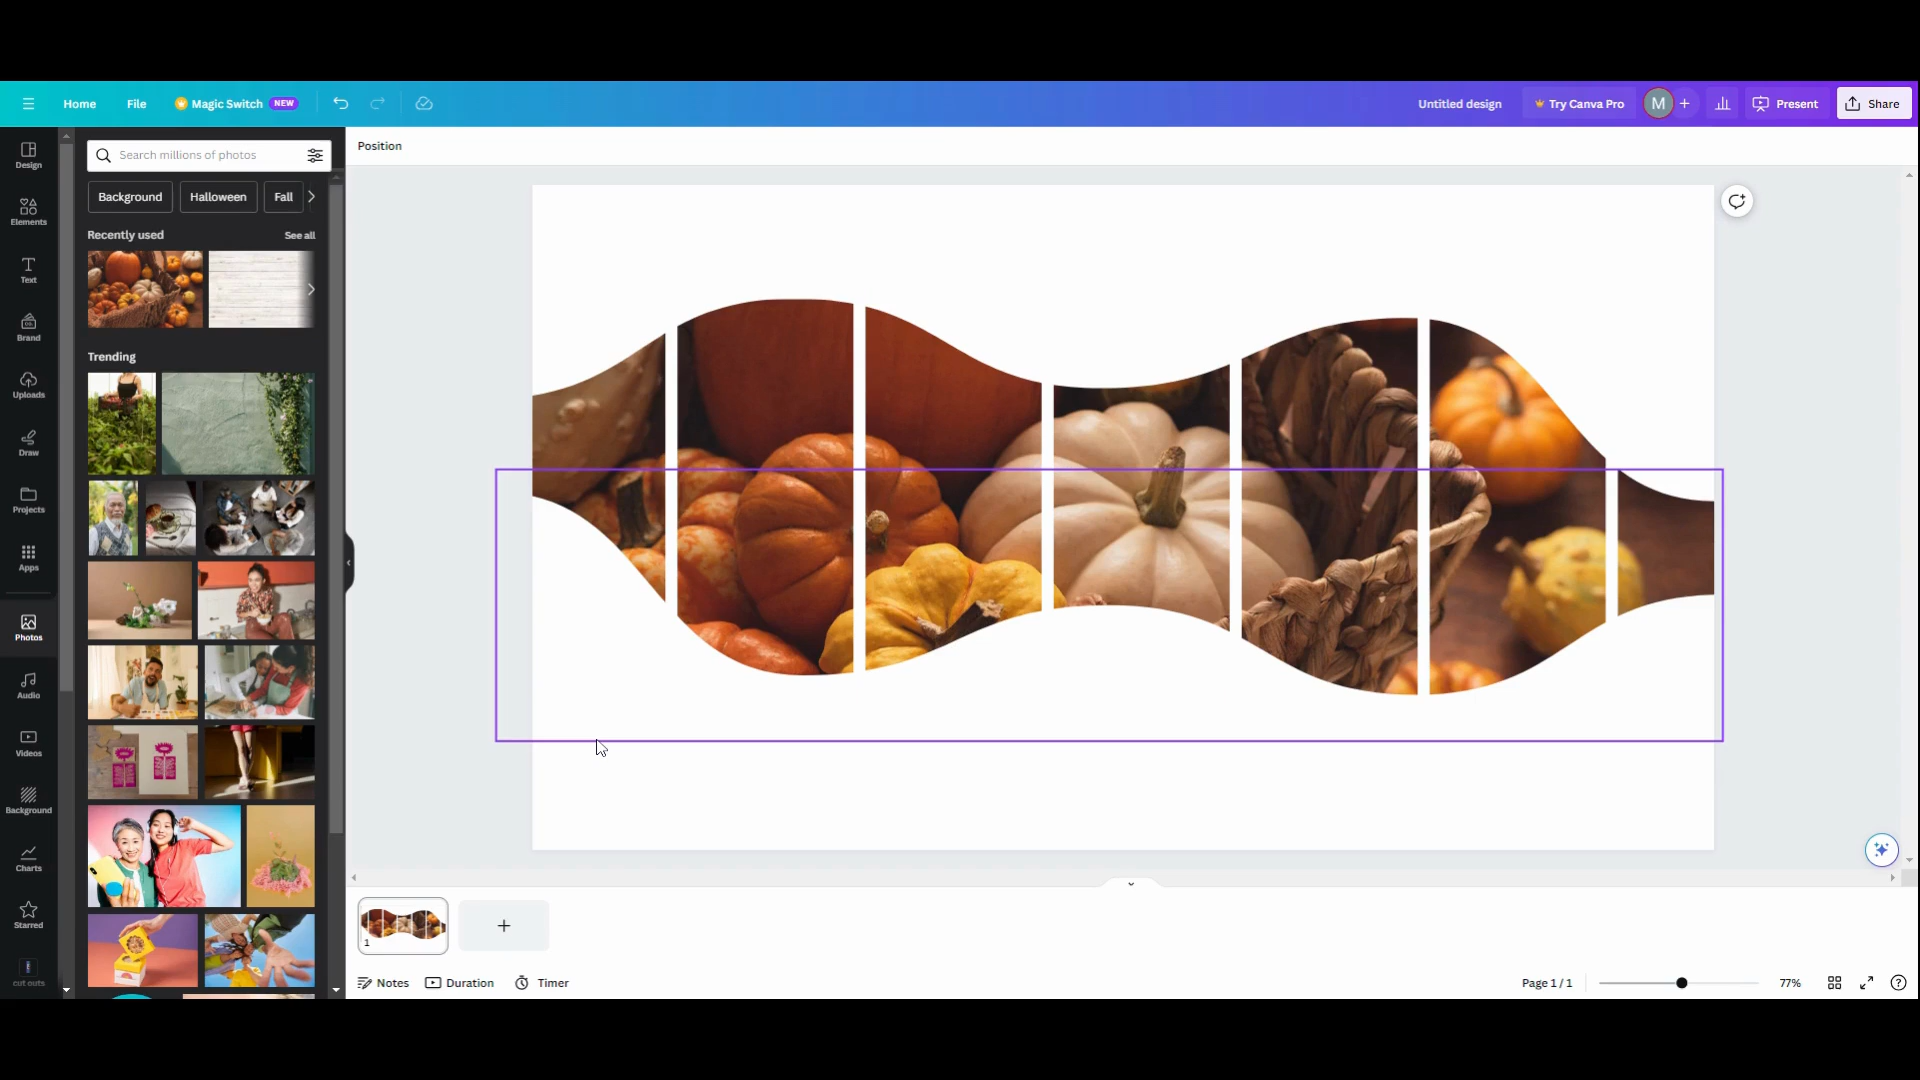 Home File Magic Switch NEW Untitled design Try Canva Pro M + Present Share
Position
Design
Elements
Text
Brand
Uploads
Draw
Projects
Apps
Photos
Audio
Videos
Background
Charts
Starred
cut outs
Search millions of photos
Background Halloween Fall
Recently used See all
Trending
1
+
Notes Duration Timer Page 1 / 1 77% ?